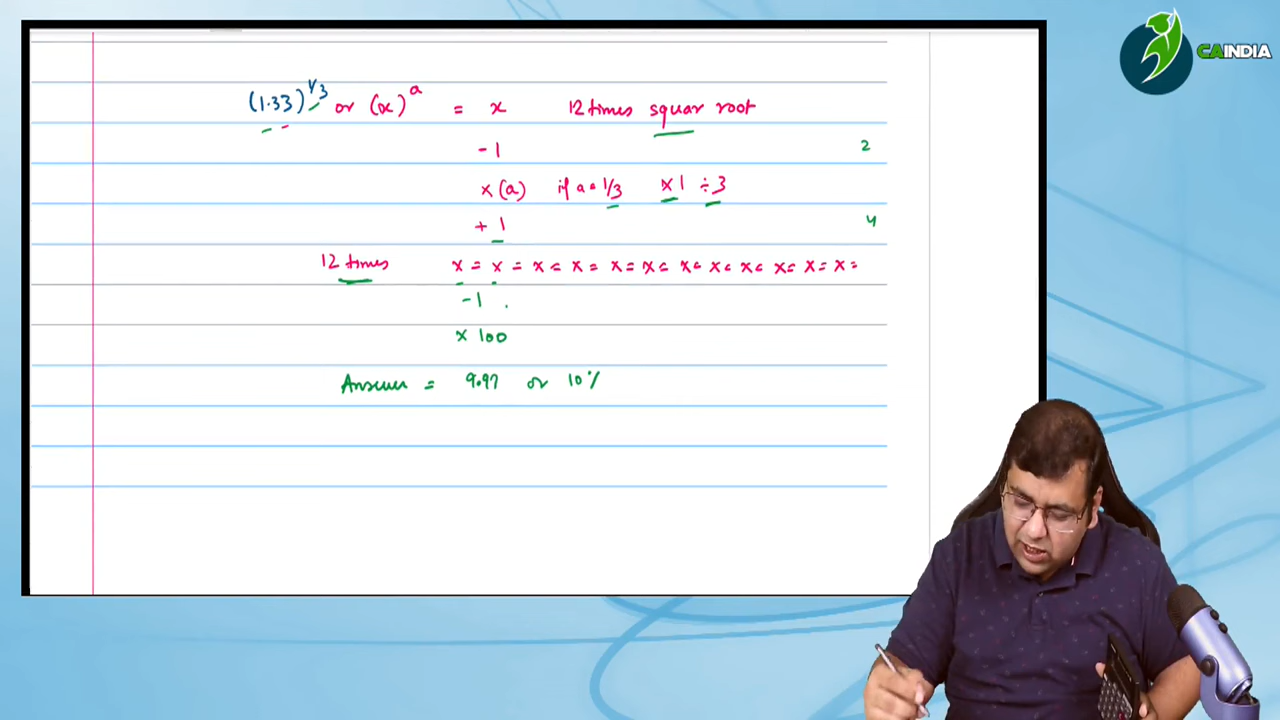 CAINDIA
(1.33)^1/3 or (x)^a = x 12 times squar root
-1 2
x (a) if a = 1/3 x 1 ÷ 3
+ 1 4
12 times x = x = x = x = x = x = x = x = x = x = x = x =
-1
x 100
Answer = 9.97 or 10%